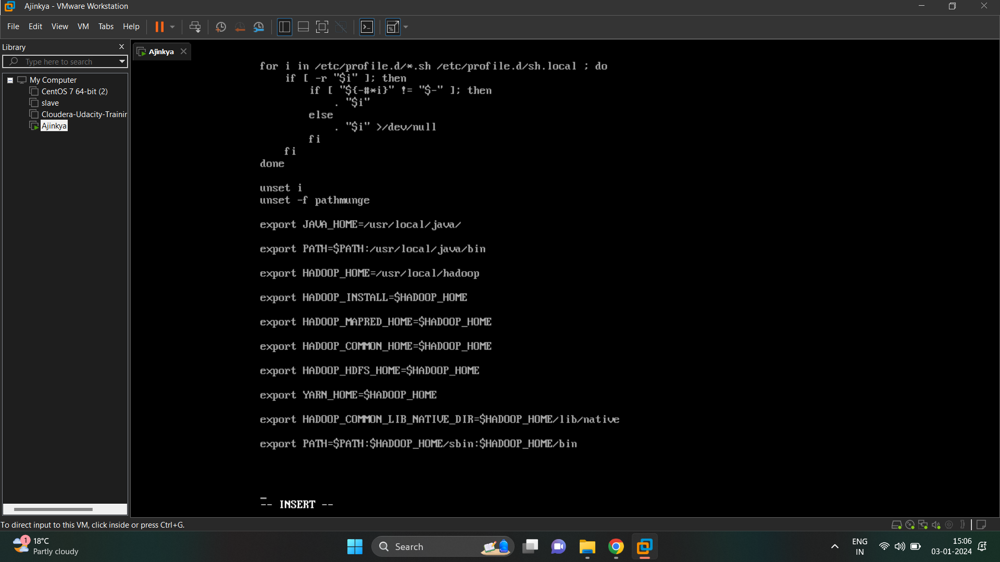 Ajinkya - VMware Workstation
File Edit View VM Tabs Help
Library
Type here to search
My Computer
CentOS 7 64-bit (2)
slave
Cloudera-Udacity-Trainir
Ajinkya
Ajinkya
for i in /etc/profile.d/*.sh /etc/profile.d/sh.local ; do
    if [ -r "$i" ]; then
        if [ "${-#*i}" != "$-" ]; then
            . "$i"
        else
            . "$i" >/dev/null
        fi
    fi
done
unset i
unset -f pathmunge
export JAVA_HOME=/usr/local/java/
export PATH=$PATH:/usr/local/java/bin
export HADOOP_HOME=/usr/local/hadoop
export HADOOP_INSTALL=$HADOOP_HOME
export HADOOP_MAPRED_HOME=$HADOOP_HOME
export HADOOP_COMMON_HOME=$HADOOP_HOME
export HADOOP_HDFS_HOME=$HADOOP_HOME
export YARN_HOME=$HADOOP_HOME
export HADOOP_COMMON_LIB_NATIVE_DIR=$HADOOP_HOME/lib/native
export PATH=$PATH:$HADOOP_HOME/sbin:$HADOOP_HOME/bin
-- INSERT --
To direct input to this VM, click inside or press Ctrl+G.
1
18°C
Partly cloudy
Search
ENG
IN
15:06
03-01-2024